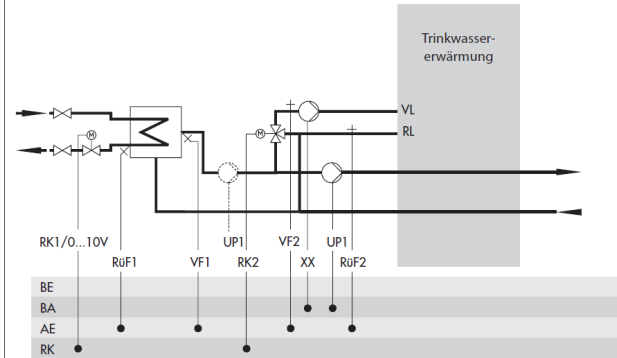 Trinkwasser-
erwärmung
VL
M
RL
M
RK1/0...10V
UP1
VF2
UP1
RüF1
VF1
RK2
XX
RüF2
BE
BA
AE
RK